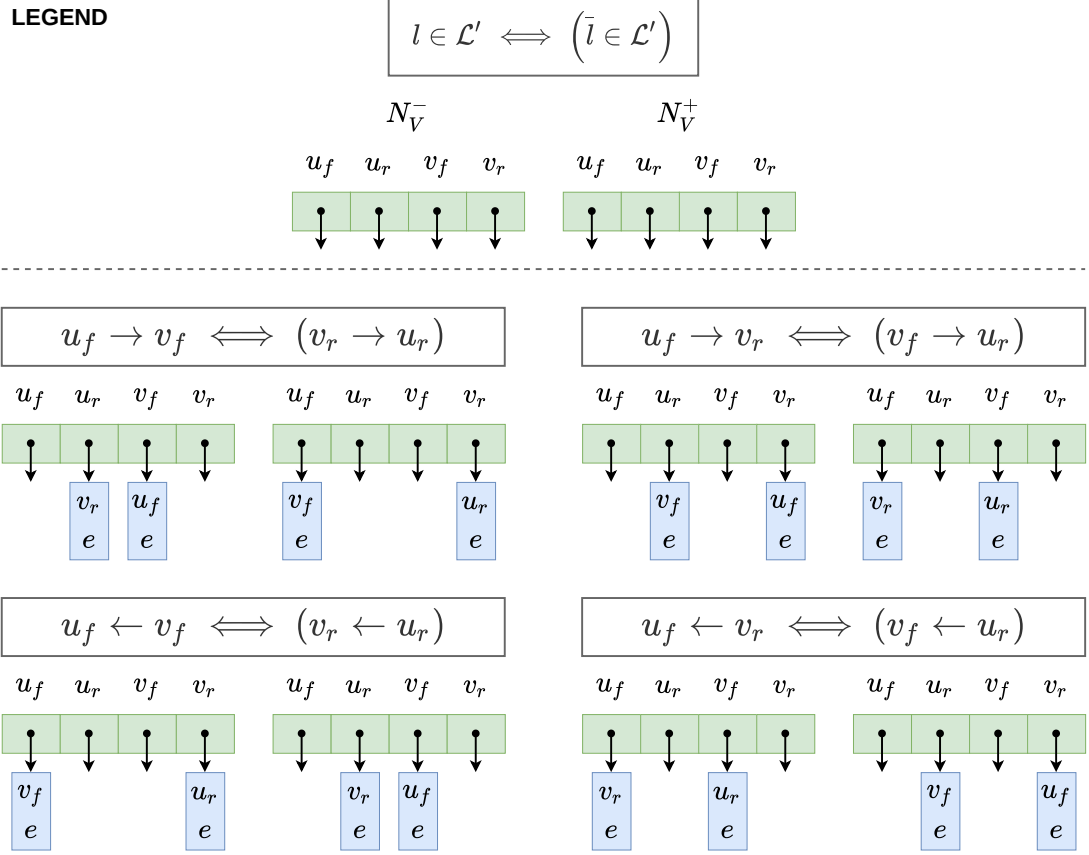 LEGEND
l ∈ ℒ′ ⟺ (l̄ ∈ ℒ′)
N_V^- N_V^+
u_f u_r v_f v_r u_f u_r v_f v_r
u_f → v_f ⟺ (v_r → u_r) u_f → v_r ⟺ (v_f → u_r)
u_f u_r v_f v_r u_f u_r v_f v_r u_f u_r v_f v_r u_f u_r v_f v_r
v_r u_f v_f u_r v_f u_f v_r u_r
e e e e e e e e
u_f ← v_f ⟺ (v_r ← u_r) u_f ← v_r ⟺ (v_f ← u_r)
u_f u_r v_f v_r u_f u_r v_f v_r u_f u_r v_f v_r u_f u_r v_f v_r
v_f u_r v_r u_f v_r u_r v_f u_f
e e e e e e e e